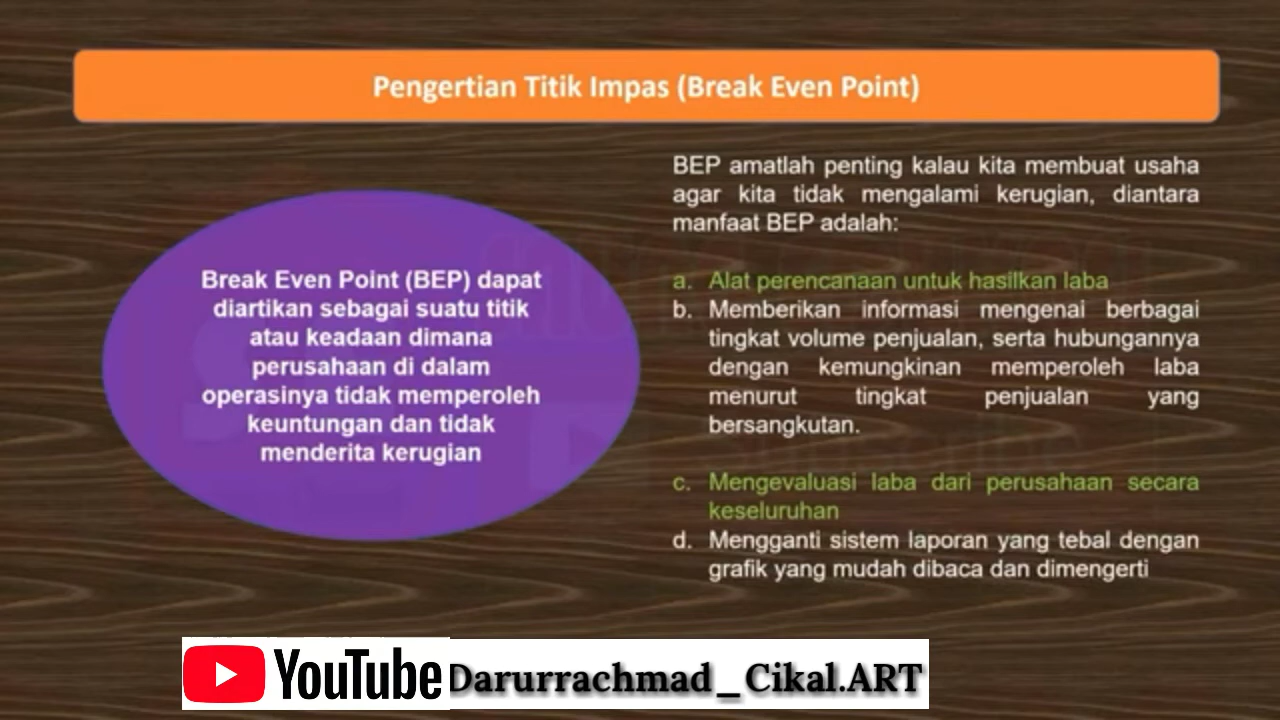 Pengertian Titik Impas (Break Even Point)
Break Even Point (BEP) dapat
diartikan sebagai suatu titik
atau keadaan dimana
perusahaan di dalam
operasinya tidak memperoleh
keuntungan dan tidak
menderita kerugian
BEP amatlah penting kalau kita membuat usaha
agar kita tidak mengalami kerugian, diantara
manfaat BEP adalah:
a. Alat perencanaan untuk hasilkan laba
b. Memberikan informasi mengenai berbagai
tingkat volume penjualan, serta hubungannya
dengan kemungkinan memperoleh laba
menurut tingkat penjualan yang
bersangkutan.
c. Mengevaluasi laba dari perusahaan secara
keseluruhan
d. Mengganti sistem laporan yang tebal dengan
grafik yang mudah dibaca dan dimengerti
YouTube Darurrachmad_Cikal.ART